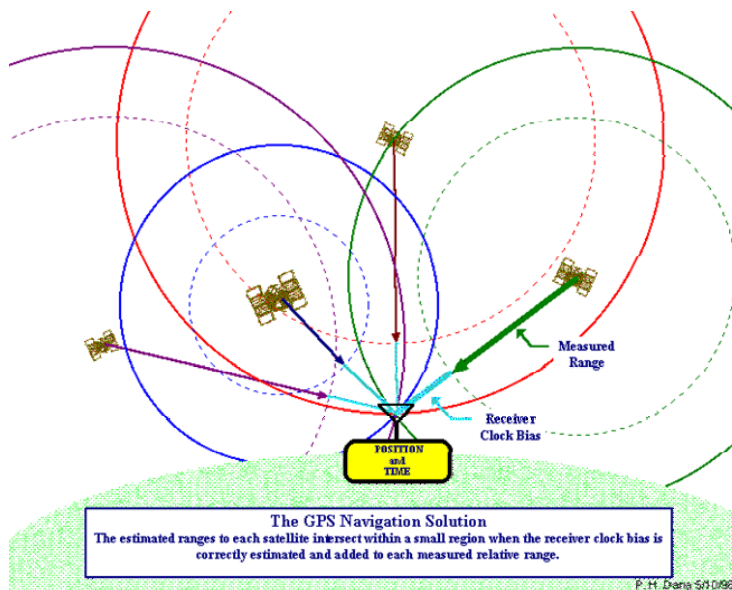 Measured
Range
Receiver
Clock Bias
POSITION
and
TIME
The GPS Navigation Solution
The estimated ranges to each satellite intersect within a small region when the receiver clock bias is
correctly estimated and added to each measured relative range.
P. H. Dana 5/10/98